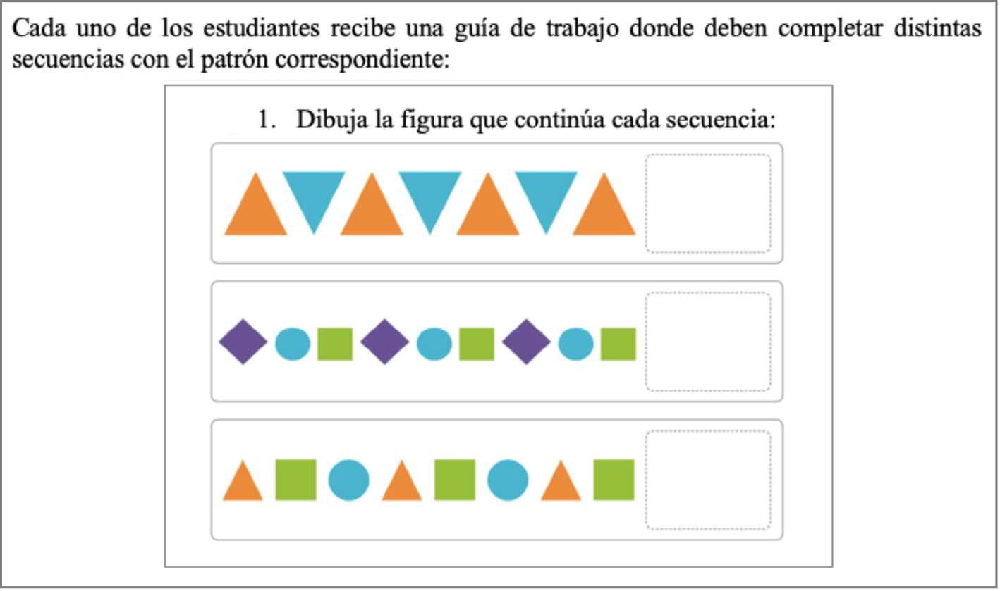 Cada uno de los estudiantes recibe una guía de trabajo donde deben completar distintas
secuencias con el patrón correspondiente:
1. Dibuja la figura que continúa cada secuencia: